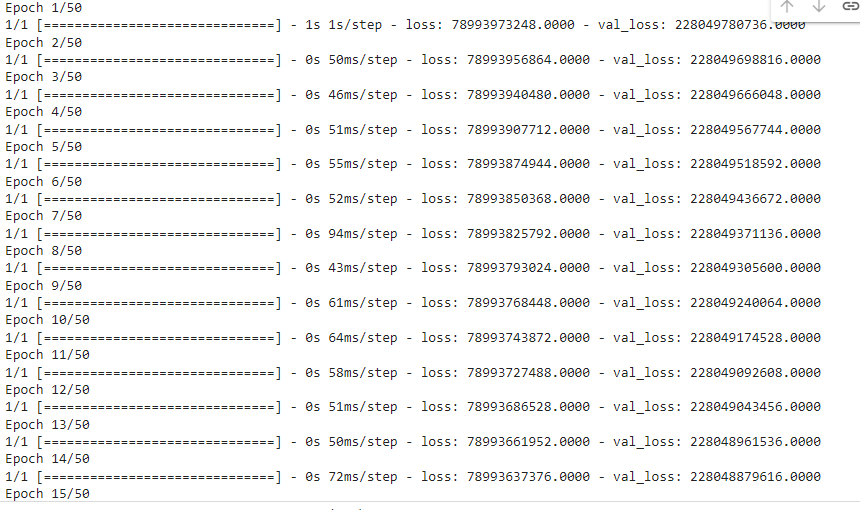 Epoch 1/50
1/1 [==============================] - 1s 1s/step - loss: 78993973248.0000 - val_loss: 228049780736.0000
Epoch 2/50
1/1 [==============================] - 0s 50ms/step - loss: 78993956864.0000 - val_loss: 228049698816.0000
Epoch 3/50
1/1 [==============================] - 0s 46ms/step - loss: 78993940480.0000 - val_loss: 228049666048.0000
Epoch 4/50
1/1 [==============================] - 0s 51ms/step - loss: 78993907712.0000 - val_loss: 228049567744.0000
Epoch 5/50
1/1 [==============================] - 0s 55ms/step - loss: 78993874944.0000 - val_loss: 228049518592.0000
Epoch 6/50
1/1 [==============================] - 0s 52ms/step - loss: 78993850368.0000 - val_loss: 228049436672.0000
Epoch 7/50
1/1 [==============================] - 0s 94ms/step - loss: 78993825792.0000 - val_loss: 228049371136.0000
Epoch 8/50
1/1 [==============================] - 0s 43ms/step - loss: 78993793024.0000 - val_loss: 228049305600.0000
Epoch 9/50
1/1 [==============================] - 0s 61ms/step - loss: 78993768448.0000 - val_loss: 228049240064.0000
Epoch 10/50
1/1 [==============================] - 0s 64ms/step - loss: 78993743872.0000 - val_loss: 228049174528.0000
Epoch 11/50
1/1 [==============================] - 0s 58ms/step - loss: 78993727488.0000 - val_loss: 228049092608.0000
Epoch 12/50
1/1 [==============================] - 0s 51ms/step - loss: 78993686528.0000 - val_loss: 228049043456.0000
Epoch 13/50
1/1 [==============================] - 0s 50ms/step - loss: 78993661952.0000 - val_loss: 228048961536.0000
Epoch 14/50
1/1 [==============================] - 0s 72ms/step - loss: 78993637376.0000 - val_loss: 228048879616.0000
Epoch 15/50